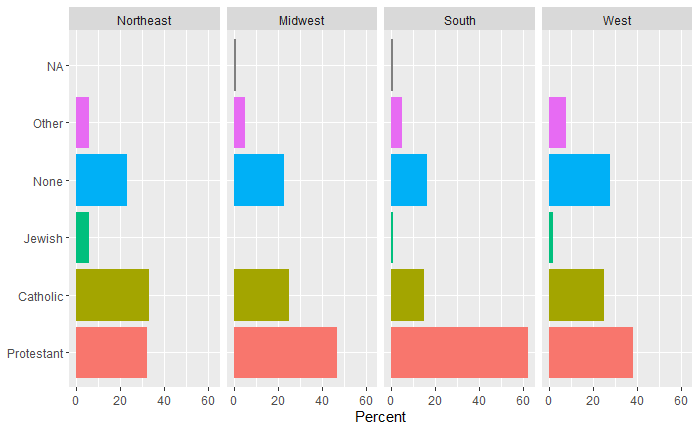 Northeast Midwest South West
NA
Other
None
Jewish
Catholic
Protestant
0 20 40 60 0 20 40 60 0 20 40 60 0 20 40 60
Percent